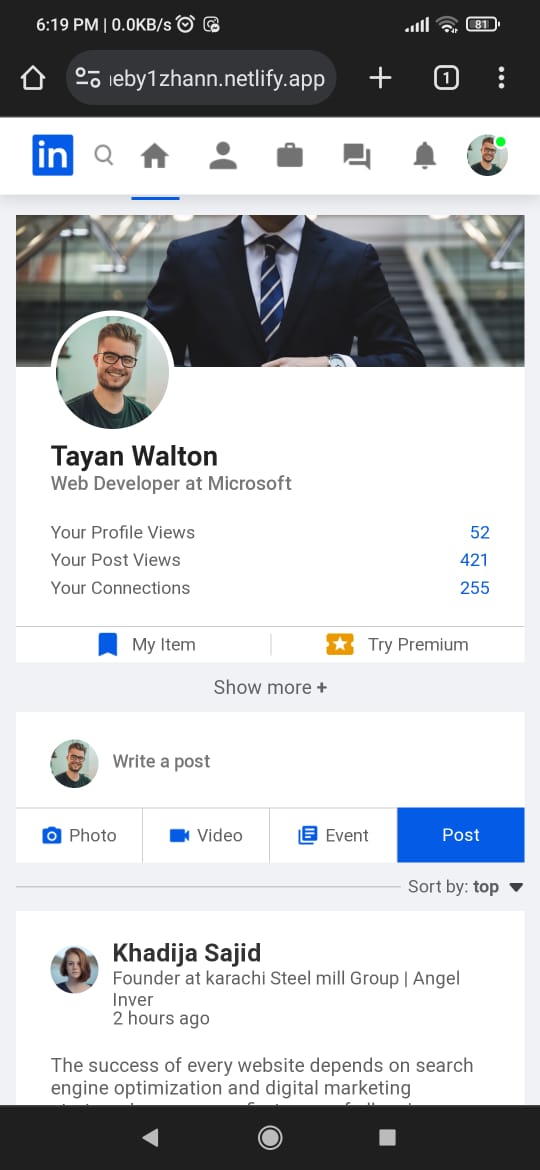 6:19 PM | 0.0KB/s
81
eby1zhann.netlify.app
1
in
Tayan Walton
Web Developer at Microsoft
Your Profile Views 52
Your Post Views 421
Your Connections 255
My Item Try Premium
Show more +
Write a post
Photo Video Event Post
Sort by: top
Khadija Sajid
Founder at karachi Steel mill Group | Angel
Inver
2 hours ago
The success of every website depends on search
engine optimization and digital marketing